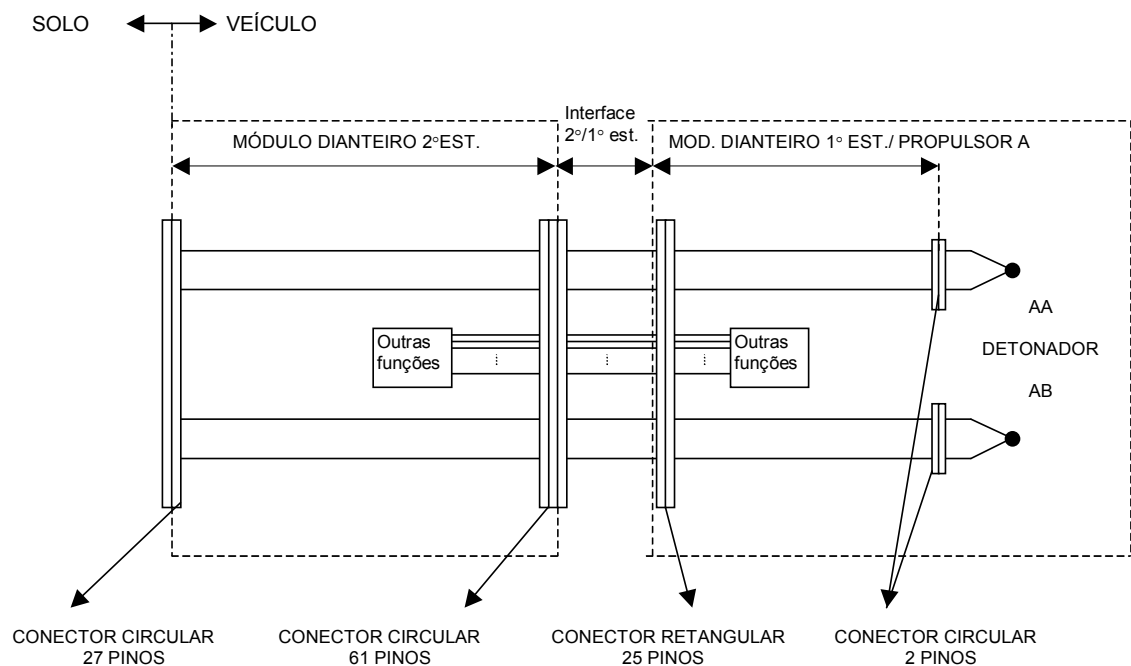 SOLO
VEÍCULO
Interface
2°/1° est.
MÓDULO DIANTEIRO 2°EST.
MOD. DIANTEIRO 1° EST./ PROPULSOR A
Outras
funções
Outras
funções
AA
DETONADOR
AB
CONECTOR CIRCULAR
27 PINOS
CONECTOR CIRCULAR
61 PINOS
CONECTOR RETANGULAR
25 PINOS
CONECTOR CIRCULAR
2 PINOS